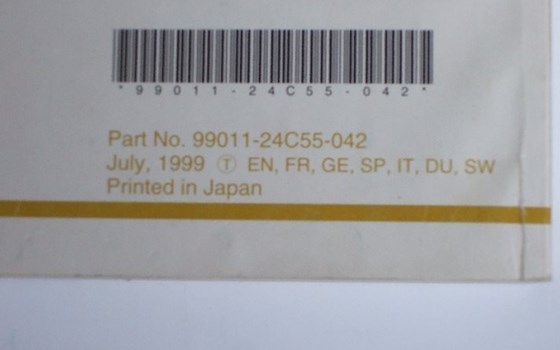 *99011-24C55-042*
Part No. 99011-24C55-042
July, 1999 Ⓣ EN, FR, GE, SP, IT, DU, SW
Printed in Japan